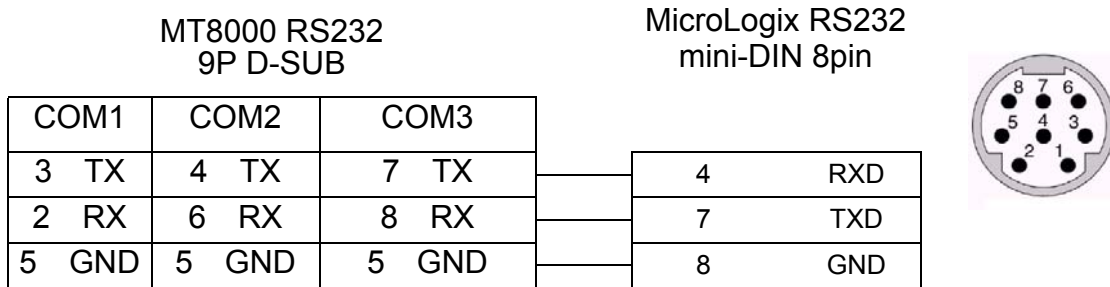 MT8000 RS232
9P D-SUB
MicroLogix RS232
mini-DIN 8pin
COM1 COM2 COM3
3 TX 4 TX 7 TX
2 RX 6 RX 8 RX
5 GND 5 GND 5 GND
4 RXD
7 TXD
8 GND
8 7 6
5 4 3
2 1